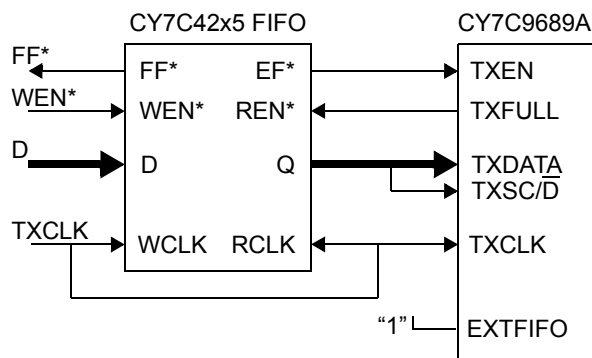 CY7C42x5 FIFO CY7C9689A
FF* FF* EF* TXEN
WEN* WEN* REN* TXFULL
D D Q TXDATA
TXSC/D̅
TXCLK WCLK RCLK TXCLK
“1” EXTFIFO